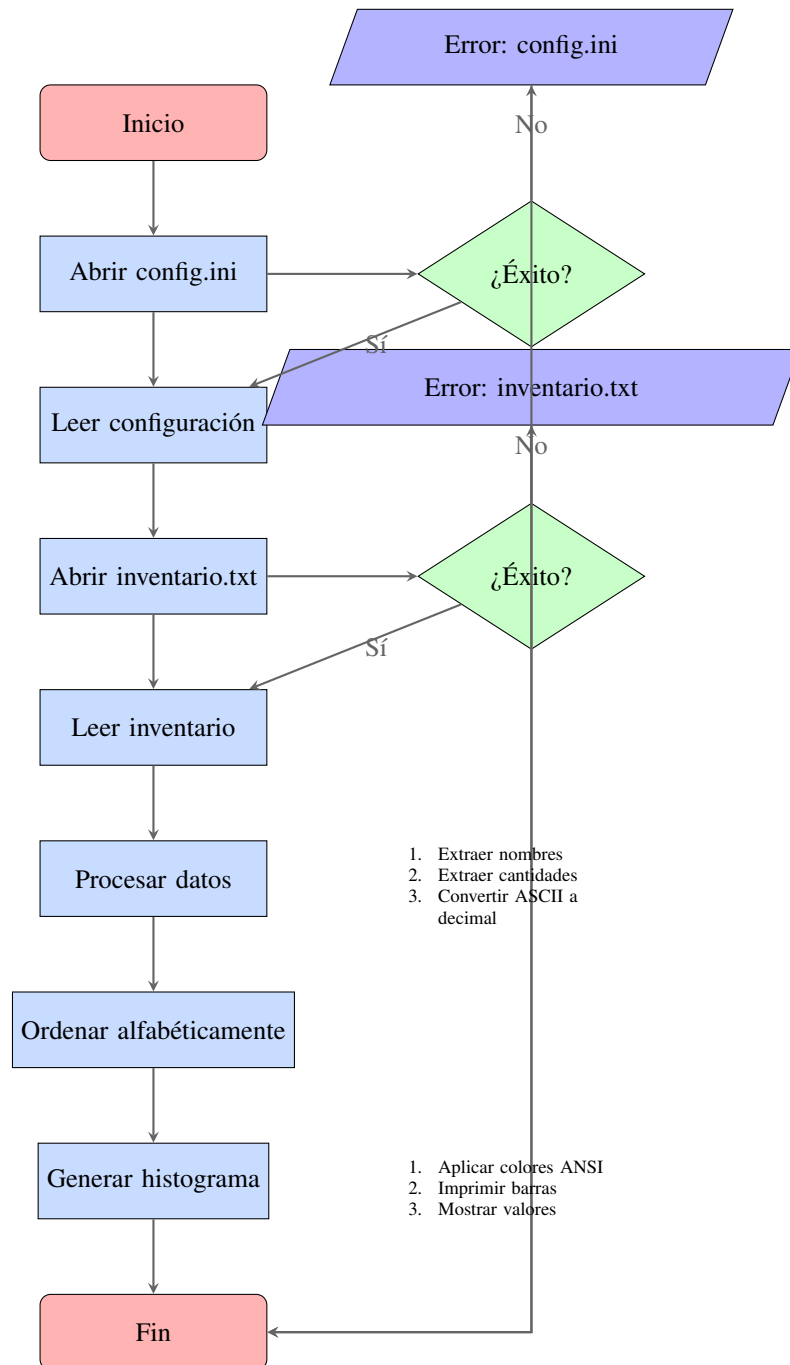 Error: config.ini
Inicio
No
Abrir config.ini
¿Éxito?
Sí
Error: inventario.txt
Leer configuración
No
Abrir inventario.txt
¿Éxito?
Sí
Leer inventario
Procesar datos
1. Extraer nombres
2. Extraer cantidades
3. Convertir ASCII a
decimal
Ordenar alfabéticamente
Generar histograma
1. Aplicar colores ANSI
2. Imprimir barras
3. Mostrar valores
Fin